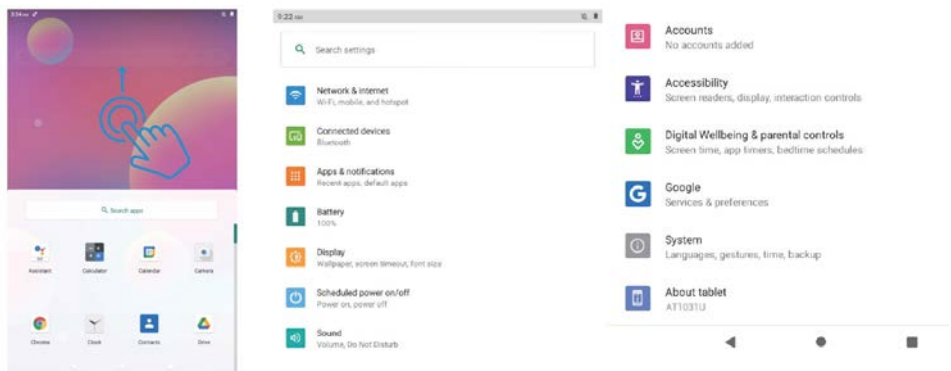 Search apps
Assistant
Calculator
Calendar
Camera
Chrome
Clock
Contacts
Drive
9:22 AM
Search settings
Network & internet
Wi-Fi, mobile, and hotspot
Connected devices
Bluetooth
Apps & notifications
Recent apps, default apps
Battery
100%
Display
Wallpaper, screen timeout, font size
Scheduled power on/off
Power on, power off
Sound
Volume, Do Not Disturb
Accounts
No accounts added
Accessibility
Screen readers, display, interaction controls
Digital Wellbeing & parental controls
Screen time, app timers, bedtime schedules
Google
Services & preferences
System
Languages, gestures, time, backup
About tablet
AT1031U